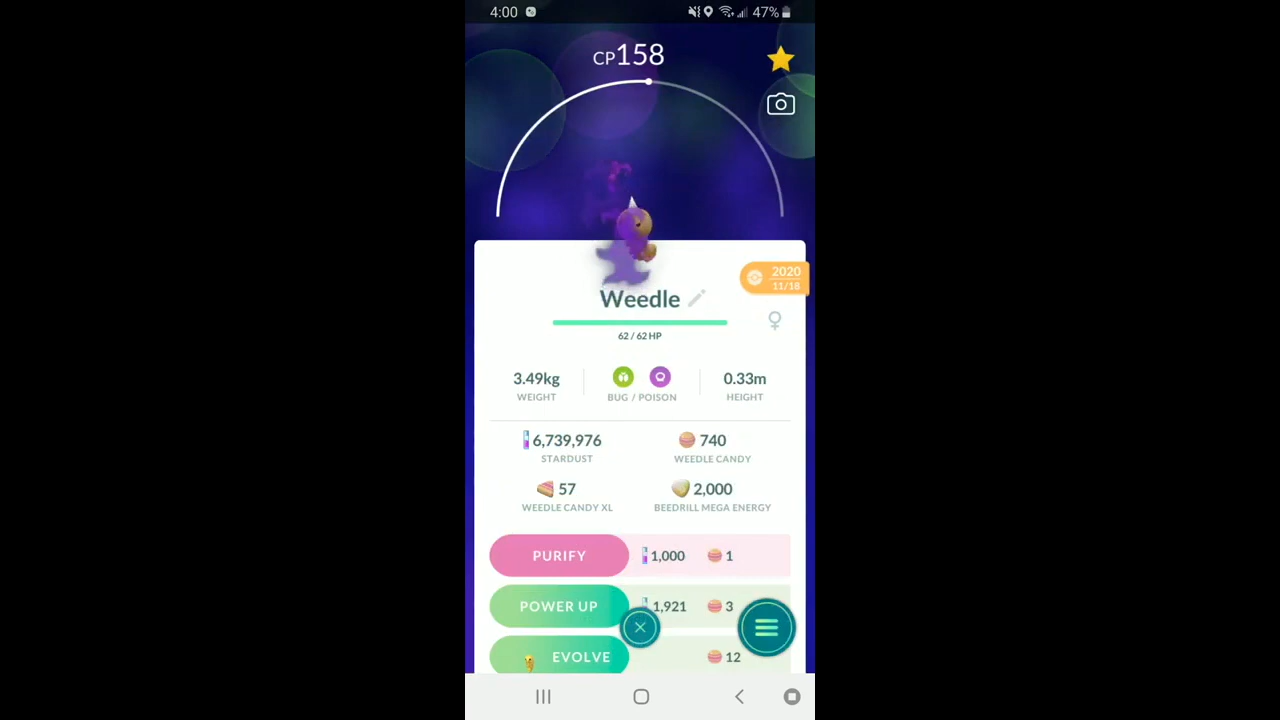 4:00
47%
CP158
2020
11/18
Weedle
62 / 62 HP
3.49kg
WEIGHT
BUG / POISON
0.33m
HEIGHT
6,739,976
STARDUST
740
WEEDLE CANDY
57
WEEDLE CANDY XL
2,000
BEEDRILL MEGA ENERGY
PURIFY 1,000 1
POWER UP 1,921 3
EVOLVE 12